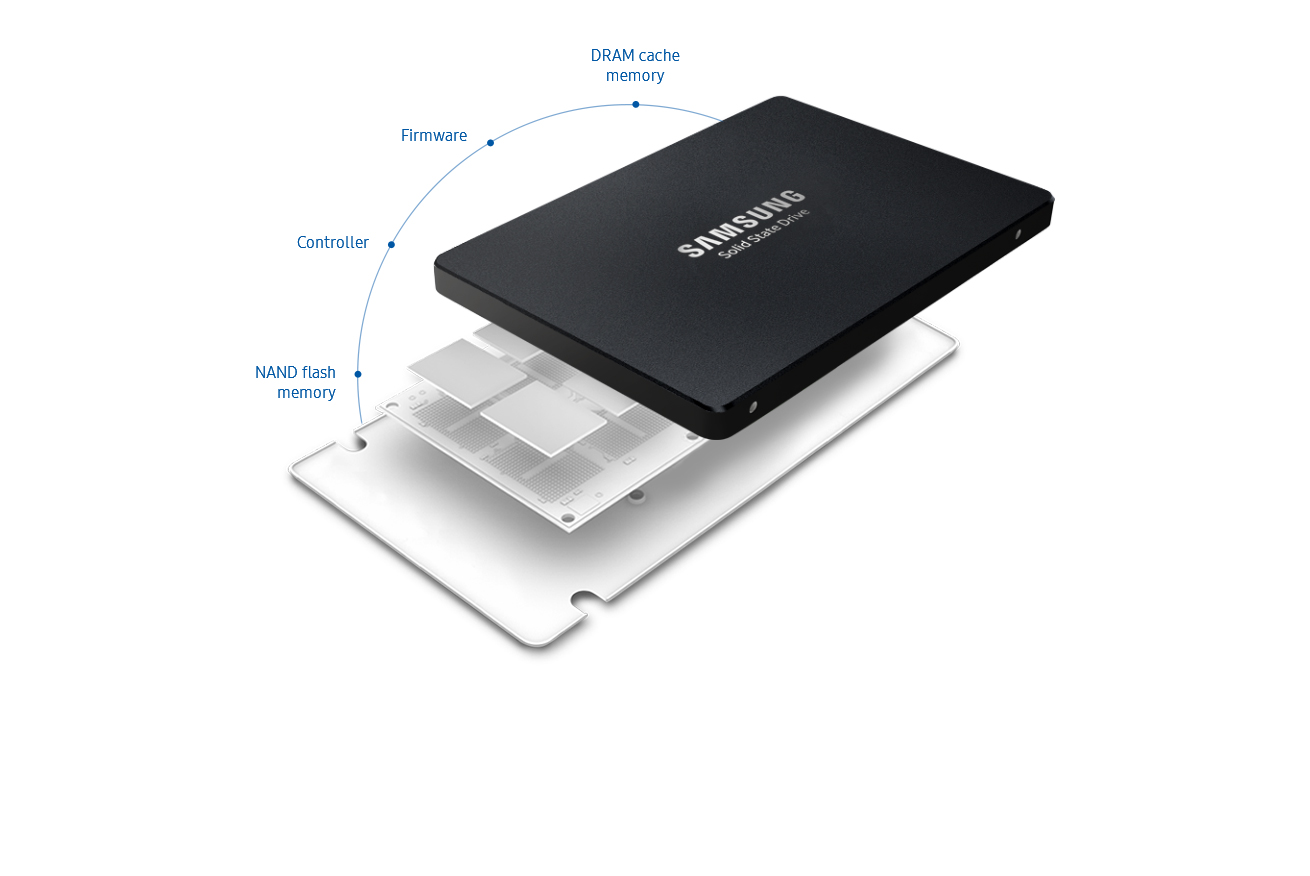 DRAM cache
memory
Firmware
Controller
NAND flash
memory
SAMSUNG
Solid State Drive